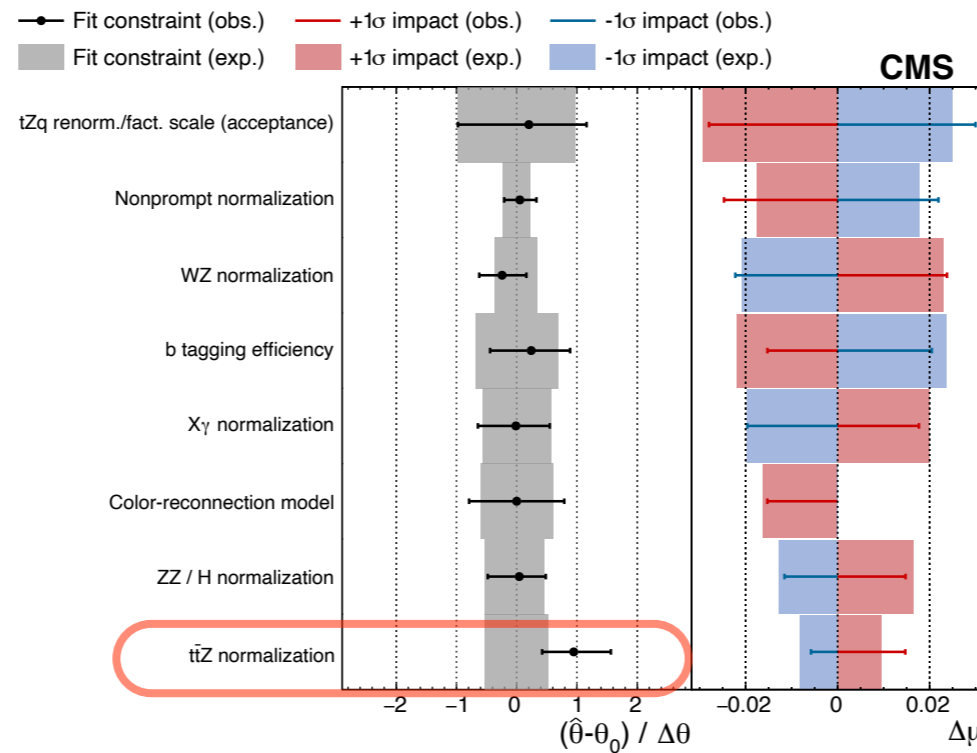 Fit constraint (obs.) +1σ impact (obs.) -1σ impact (obs.)
Fit constraint (exp.) +1σ impact (exp.) -1σ impact (exp.)
CMS
tZq renorm./fact. scale (acceptance)
Nonprompt normalization
WZ normalization
b tagging efficiency
Xγ normalization
Color-reconnection model
ZZ / H normalization
tt̄Z normalization
−2 −1 0 1 2 −0.02 0 0.02
(θ̂-θ₀) / Δθ Δμ